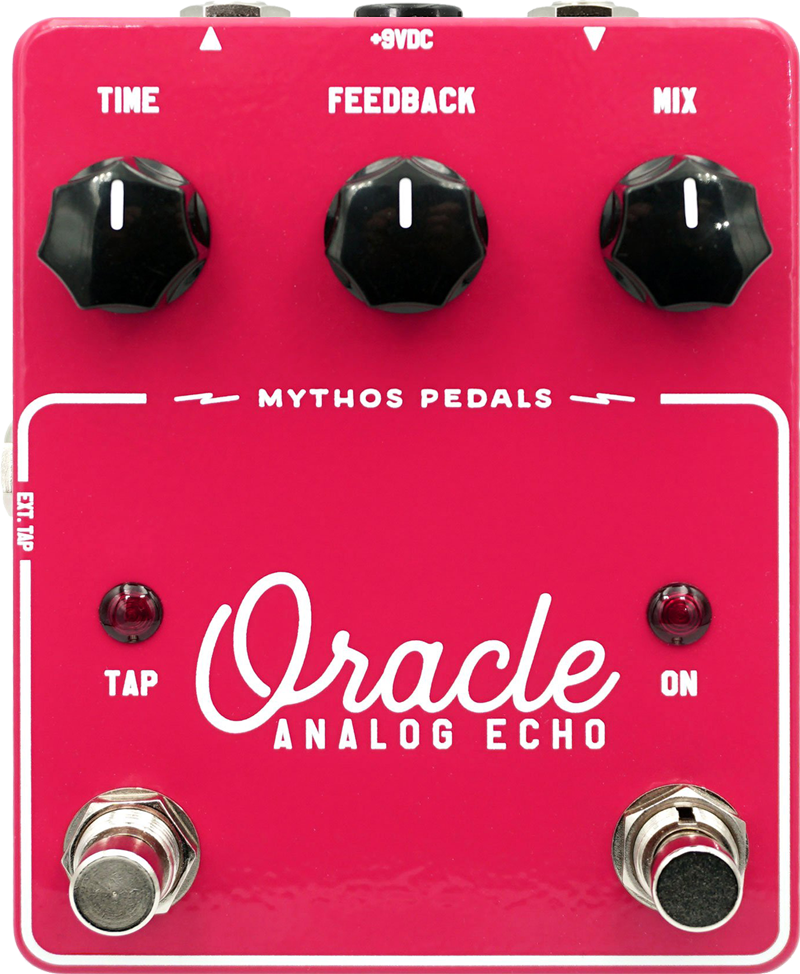 +9VDC
TIME FEEDBACK MIX
MYTHOS PEDALS
EXT. TAP
Oracle
TAP ON
ANALOG ECHO